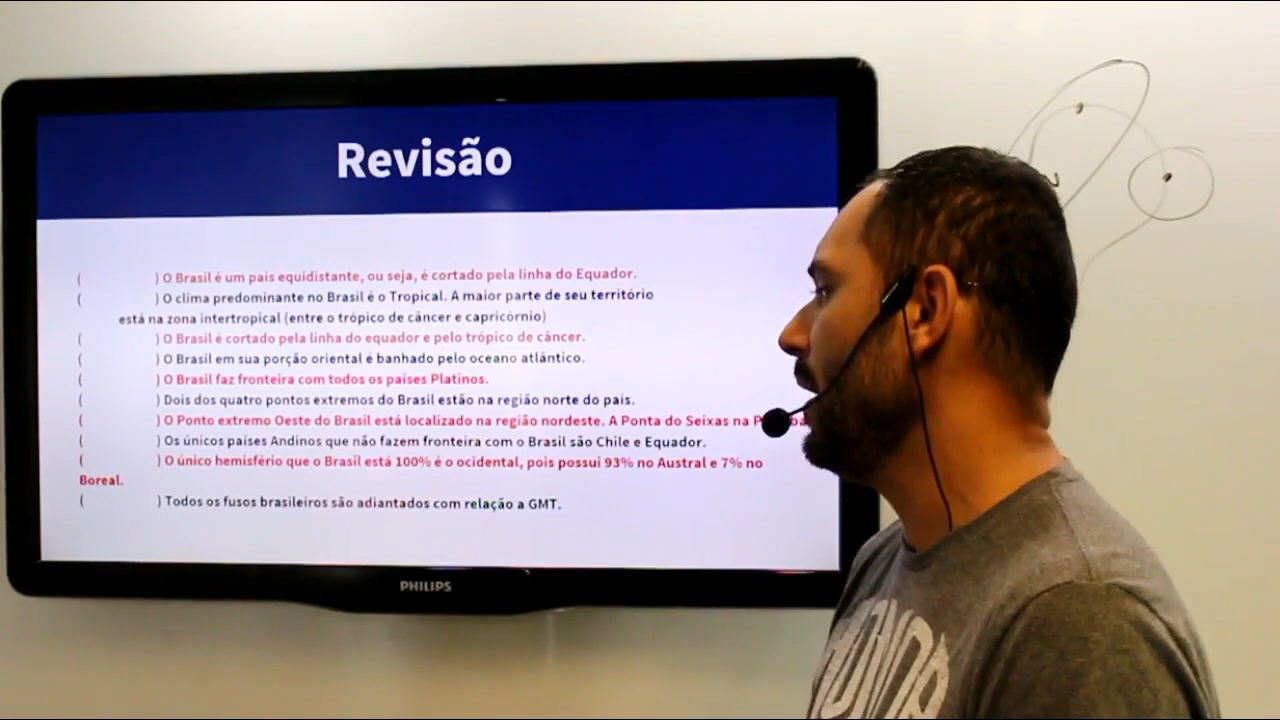 Revisão
( ) O Brasil é um país equidistante, ou seja, é cortado pela linha do Equador.
( ) O clima predominante no Brasil é o Tropical. A maior parte de seu território
está na zona intertropical (entre o trópico de câncer e capricórnio)
( ) O Brasil é cortado pela linha do equador e pelo trópico de câncer.
( ) O Brasil em sua porção oriental é banhado pelo oceano atlântico.
( ) O Brasil faz fronteira com todos os países Platinos.
( ) Dois dos quatro pontos extremos do Brasil estão na região norte do país.
( ) O Ponto extremo Oeste do Brasil está localizado na região nordeste. A Ponta do Seixas na
( ) Os únicos países Andinos que não fazem fronteira com o Brasil são Chile e Equador.
( ) O único hemisfério que o Brasil está 100% é o ocidental, pois possui 93% no Austral e 7% no
Boreal.
( ) Todos os fusos brasileiros são adiantados com relação a GMT.
PHILIPS
HONOR